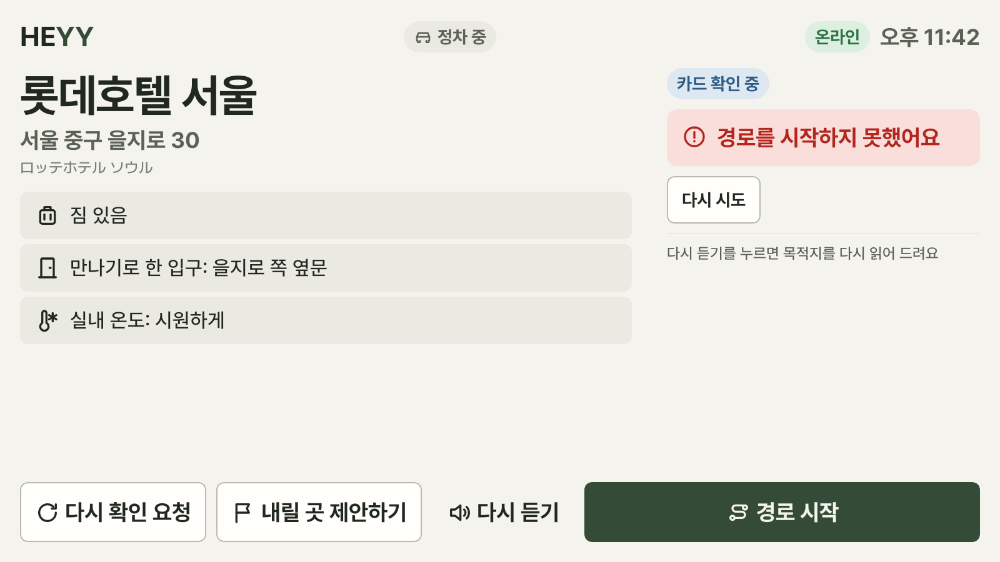 HEYY
정차 중
온라인
오후 11:42
롯데호텔 서울
서울 중구 을지로 30
ロッテホテル ソウル
짐 있음
만나기로 한 입구: 을지로 쪽 옆문
실내 온도: 시원하게
카드 확인 중
경로를 시작하지 못했어요
다시 시도
다시 듣기를 누르면 목적지를 다시 읽어 드려요
다시 확인 요청
내릴 곳 제안하기
다시 듣기
경로 시작